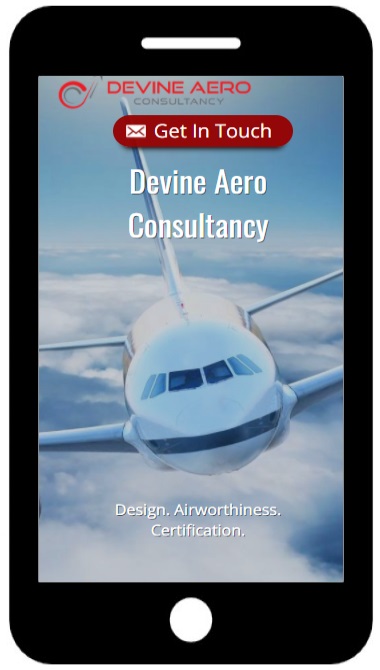 DEVINE AERO
CONSULTANCY
Get In Touch
Devine Aero
Consultancy
Design. Airworthiness.
Certification.